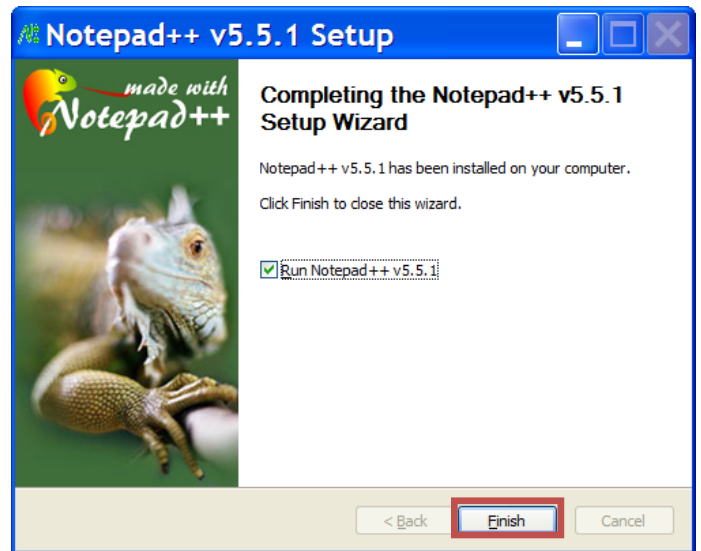 Notepad++ v5.5.1 Setup
made with
Notepad++
Completing the Notepad++ v5.5.1
Setup Wizard
Notepad++ v5.5.1 has been installed on your computer.
Click Finish to close this wizard.
Run Notepad++ v5.5.1
< Back Finish Cancel